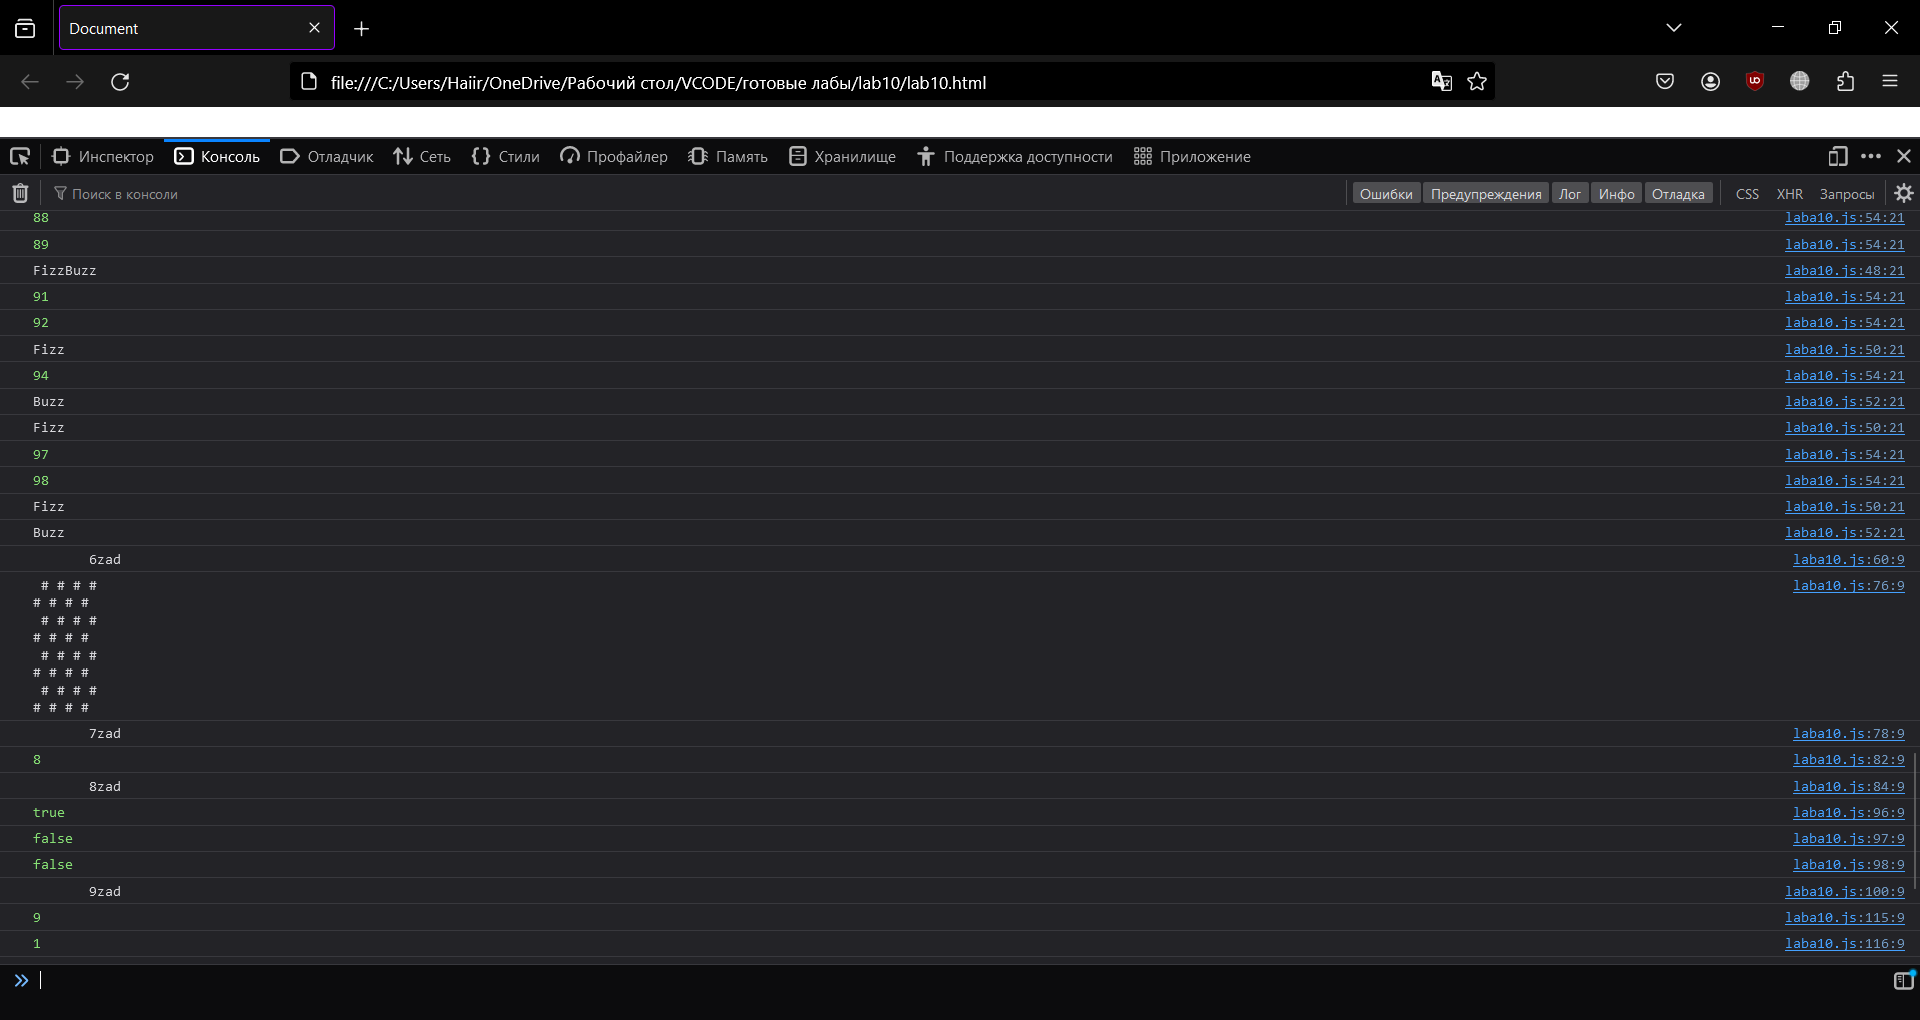 Document
file:///C:/Users/Haiir/OneDrive/Рабочий стол/VCODE/готовые лабы/lab10/lab10.html
Инспектор Консоль Отладчик Сеть Стили Профайлер Память Хранилище Поддержка доступности Приложение
Поиск в консоли Ошибки Предупреждения Лог Инфо Отладка CSS XHR Запросы
88 laba10.js:54:21
89 laba10.js:54:21
FizzBuzz laba10.js:48:21
91 laba10.js:54:21
92 laba10.js:54:21
Fizz laba10.js:50:21
94 laba10.js:54:21
Buzz laba10.js:52:21
Fizz laba10.js:50:21
97 laba10.js:54:21
98 laba10.js:54:21
Fizz laba10.js:50:21
Buzz laba10.js:52:21
6zad laba10.js:60:9
 # # # # laba10.js:76:9
# # # #
 # # # #
# # # #
 # # # #
# # # #
 # # # #
# # # #
7zad laba10.js:78:9
8 laba10.js:82:9
8zad laba10.js:84:9
true laba10.js:96:9
false laba10.js:97:9
false laba10.js:98:9
9zad laba10.js:100:9
9 laba10.js:115:9
1 laba10.js:116:9